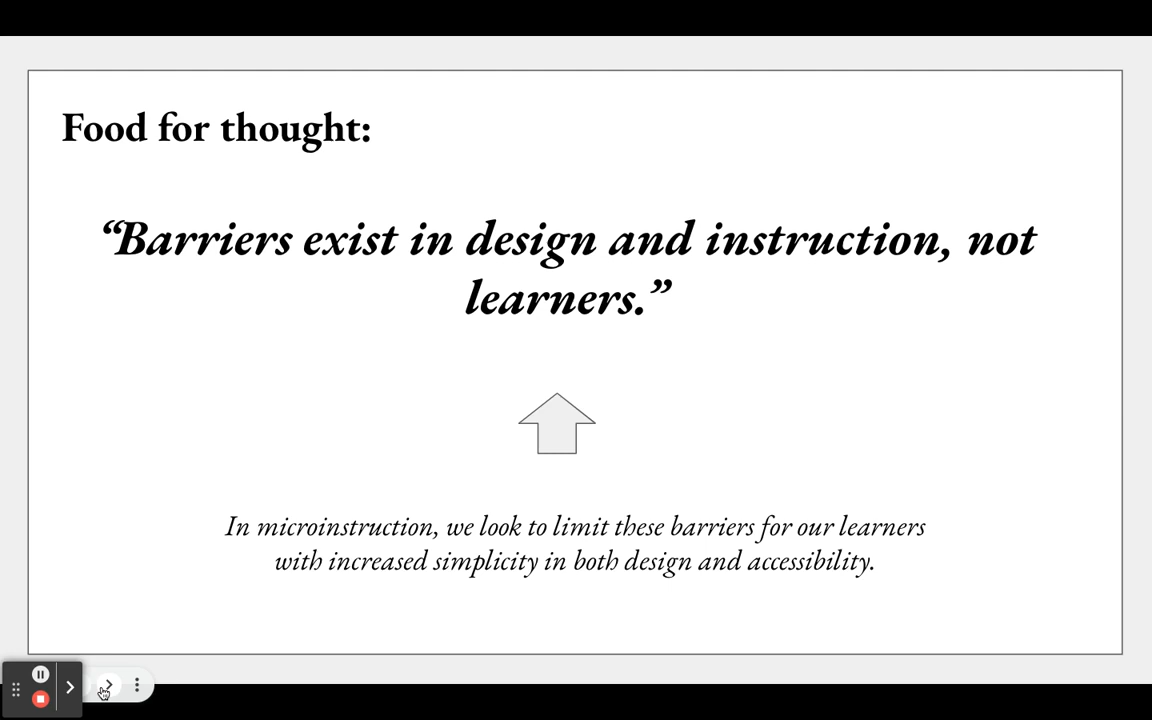 Food for thought:
“Barriers exist in design and instruction, not
learners.”
In microinstruction, we look to limit these barriers for our learners
with increased simplicity in both design and accessibility.